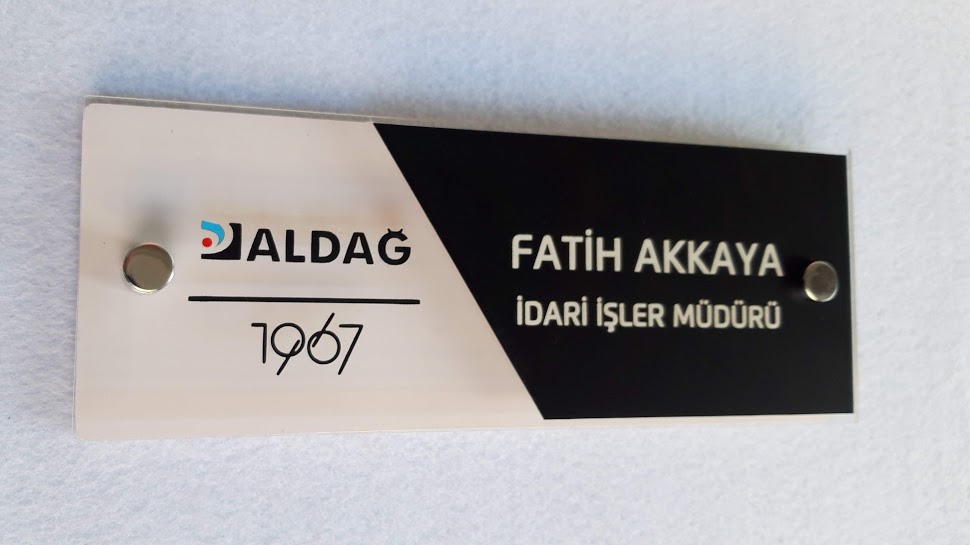 ALDAĞ
1967
FATİH AKKAYA
İDARİ İŞLER MÜDÜRÜ